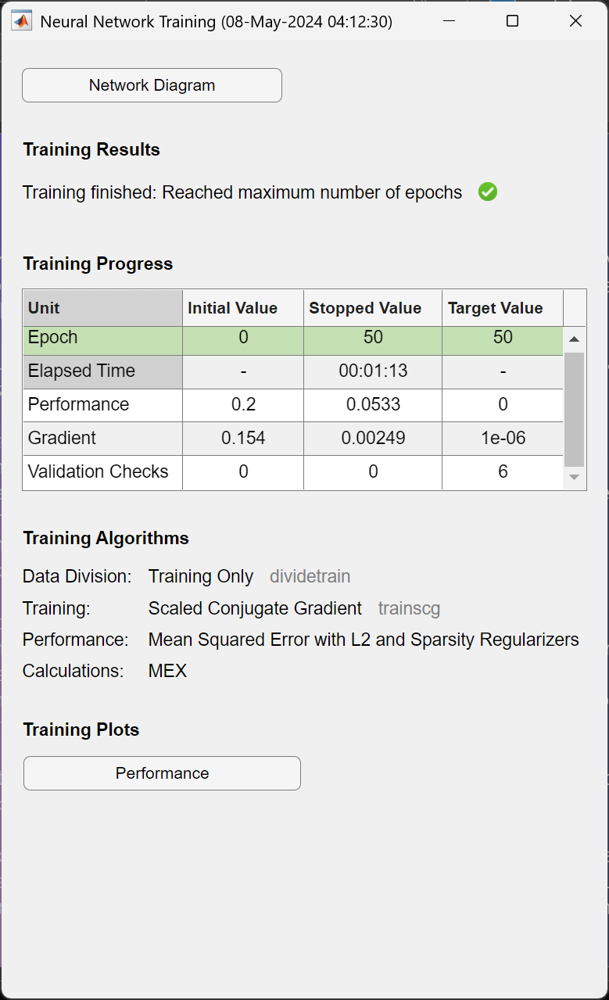 Neural Network Training (08-May-2024 04:12:30)
Network Diagram
Training Results
Training finished: Reached maximum number of epochs
Training Progress
Unit Initial Value Stopped Value Target Value
Epoch 0 50 50
Elapsed Time - 00:01:13 -
Performance 0.2 0.0533 0
Gradient 0.154 0.00249 1e-06
Validation Checks 0 0 6
Training Algorithms
Data Division: Training Only dividetrain
Training: Scaled Conjugate Gradient trainscg
Performance: Mean Squared Error with L2 and Sparsity Regularizers
Calculations: MEX
Training Plots
Performance